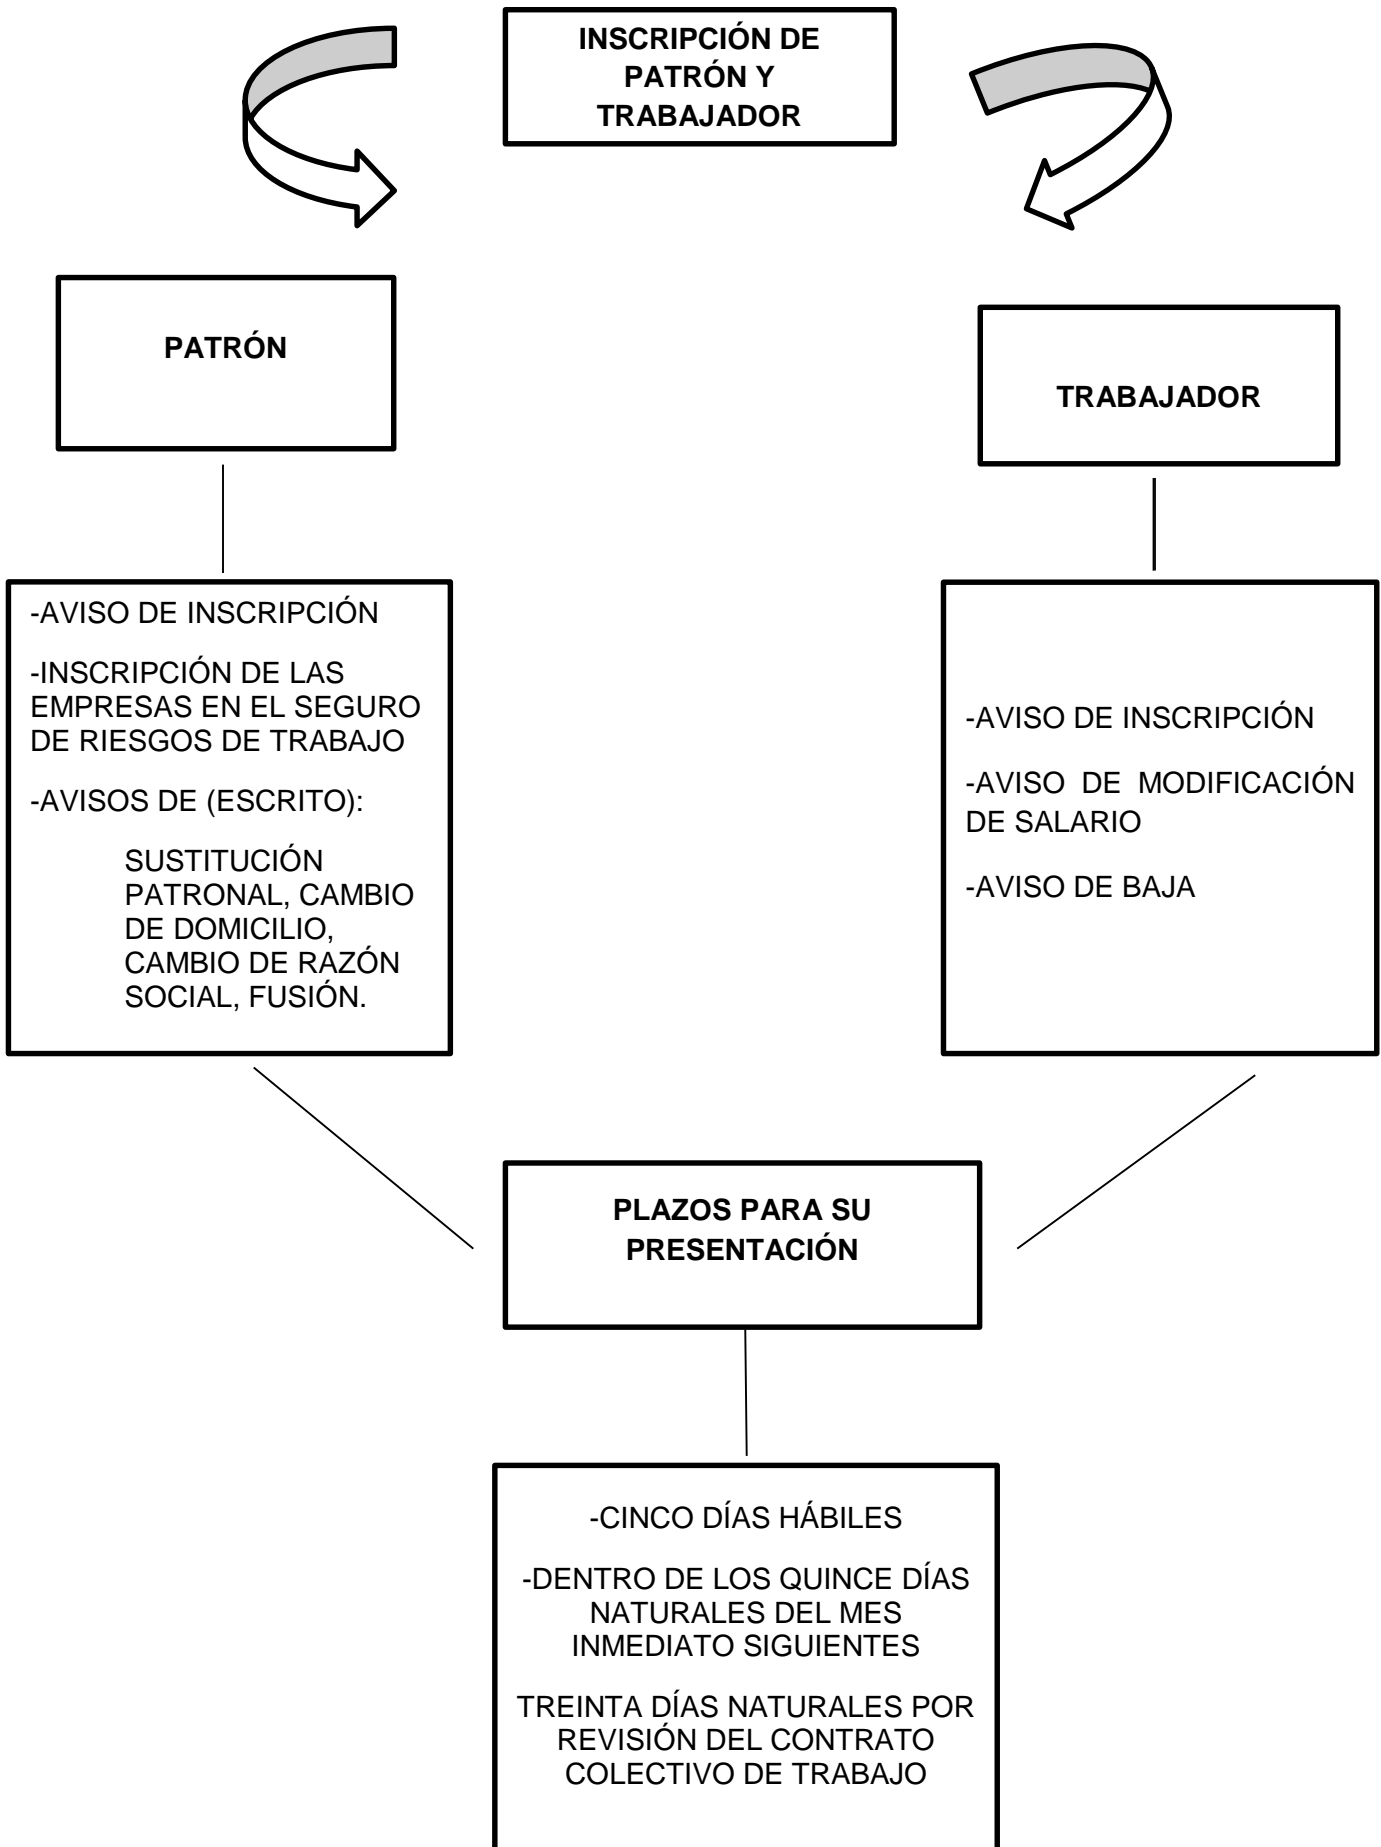 INSCRIPCIÓN DE
PATRÓN Y
TRABAJADOR
PATRÓN
TRABAJADOR
-AVISO DE INSCRIPCIÓN
-INSCRIPCIÓN DE LAS
EMPRESAS EN EL SEGURO
DE RIESGOS DE TRABAJO
-AVISOS DE (ESCRITO):
SUSTITUCIÓN
PATRONAL, CAMBIO
DE DOMICILIO,
CAMBIO DE RAZÓN
SOCIAL, FUSIÓN.
-AVISO DE INSCRIPCIÓN
-AVISO DE MODIFICACIÓN
DE SALARIO
-AVISO DE BAJA
PLAZOS PARA SU
PRESENTACIÓN
-CINCO DÍAS HÁBILES
-DENTRO DE LOS QUINCE DÍAS
NATURALES DEL MES
INMEDIATO SIGUIENTES
TREINTA DÍAS NATURALES POR
REVISIÓN DEL CONTRATO
COLECTIVO DE TRABAJO